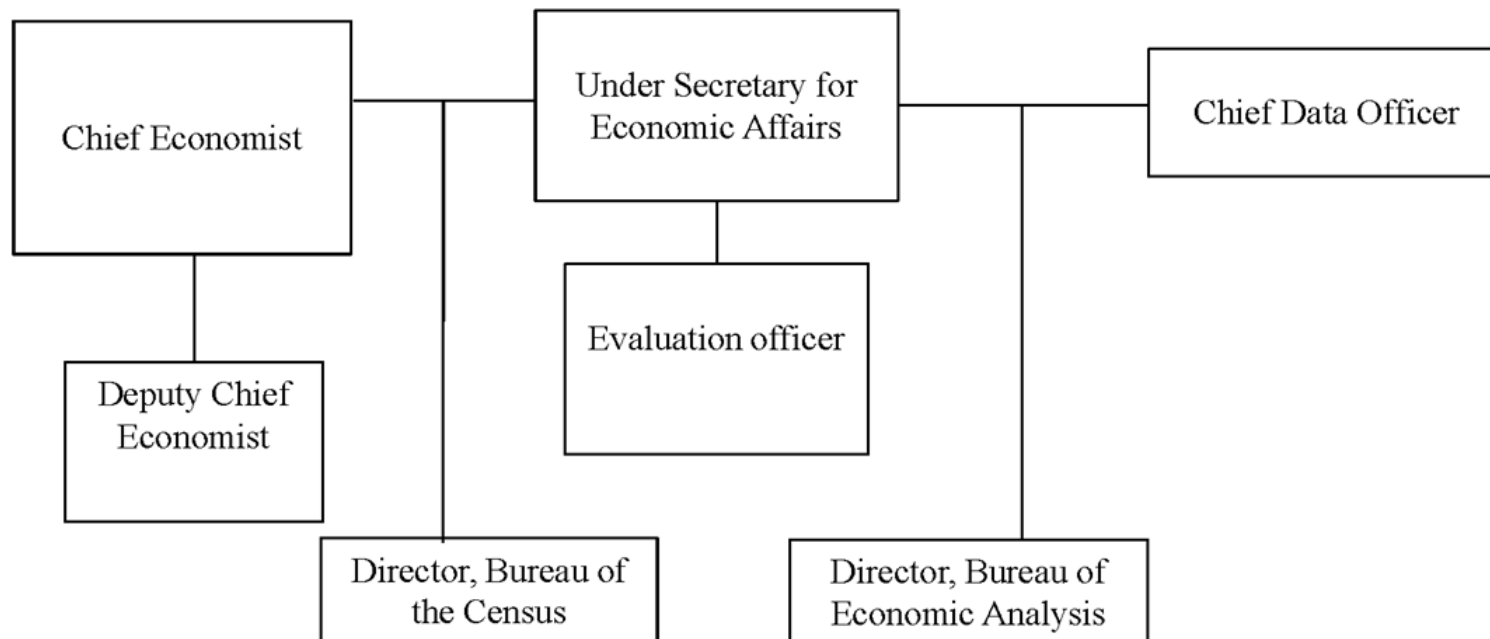 Chief Economist
Under Secretary for
Economic Affairs
Chief Data Officer
Evaluation officer
Deputy Chief
Economist
Director, Bureau of
the Census
Director, Bureau of
Economic Analysis